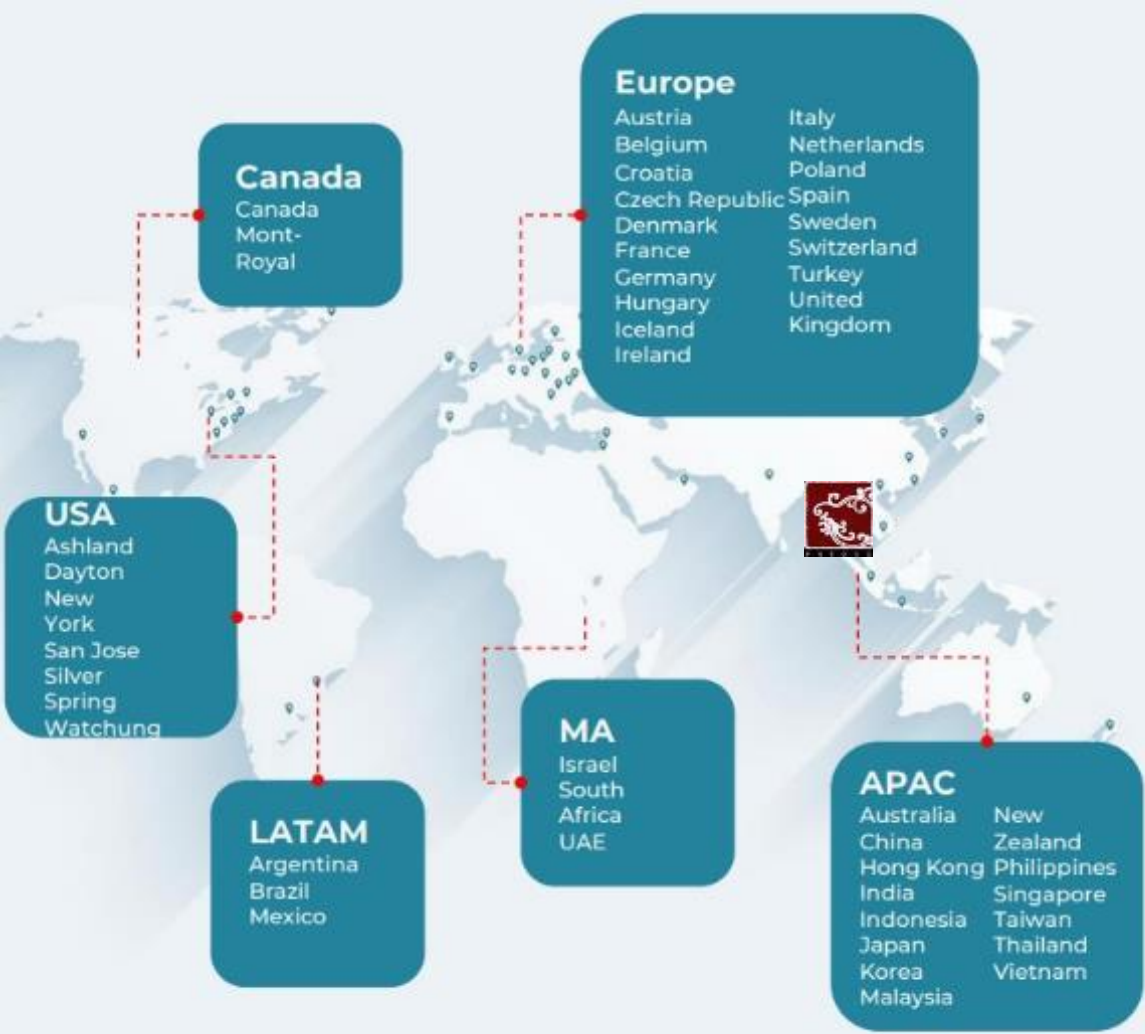 Europe
Austria
Belgium
Croatia
Czech Republic
Denmark
France
Germany
Hungary
Iceland
Ireland
Italy
Netherlands
Poland
Spain
Sweden
Switzerland
Turkey
United
Kingdom
Canada
Canada
Mont-
Royal
USA
Ashland
Dayton
New
York
San Jose
Silver
Spring
Watchung
MA
Israel
South
Africa
UAE
LATAM
Argentina
Brazil
Mexico
APAC
Australia
China
Hong Kong
India
Indonesia
Japan
Korea
Malaysia
New
Zealand
Philippines
Singapore
Taiwan
Thailand
Vietnam